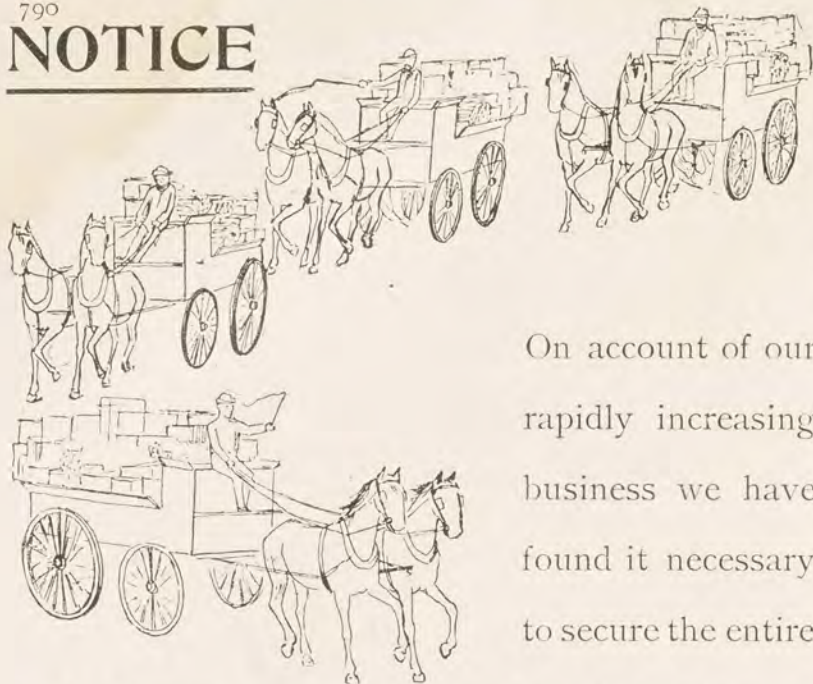 790
NOTICE
On account of our
rapidly increasing
business we have
found it necessary
to secure the entire